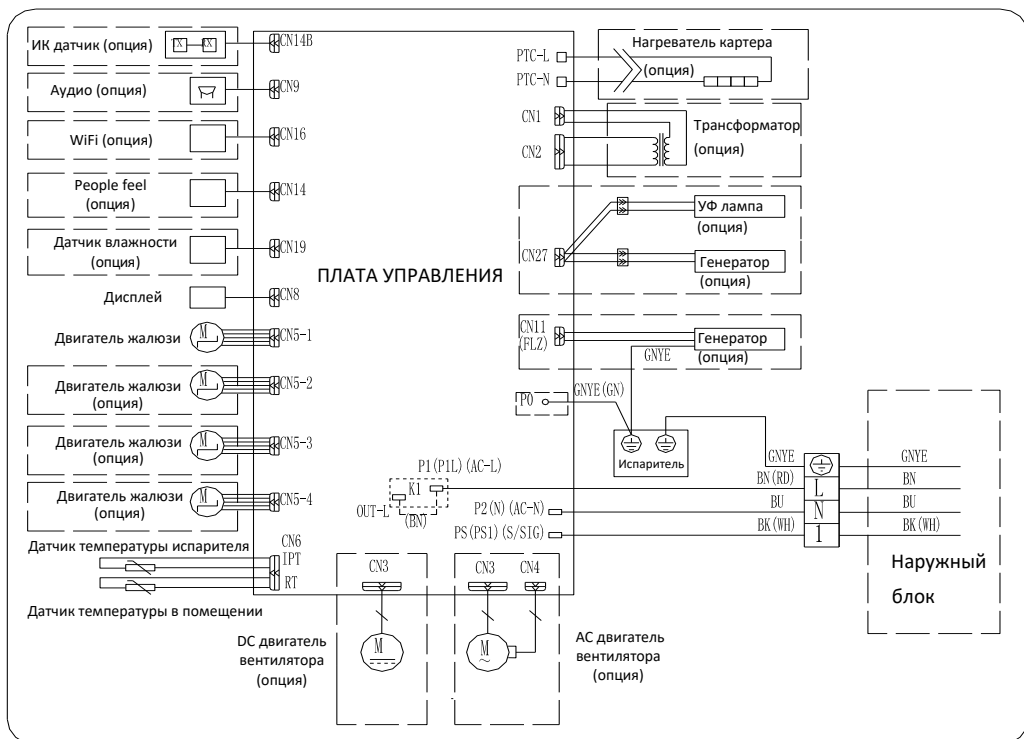 ИК датчик (опция)
TX
RX
CN14B
Аудио (опция)
CN9
WiFi (опция)
CN16
People feel
(опция)
CN14
Датчик влажности
(опция)
CN19
Дисплей
CN8
Двигатель жалюзи
M
CN5-1
Двигатель жалюзи
(опция)
M
CN5-2
Двигатель жалюзи
(опция)
M
CN5-3
Двигатель жалюзи
(опция)
M
CN5-4
Датчик температуры испарителя
CN6
IPT
RT
Датчик температуры в помещении
ПЛАТА УПРАВЛЕНИЯ
PTC-L
PTC-N
Нагреватель картера
(опция)
CN1
CN2
Трансформатор
(опция)
CN27
УФ лампа
(опция)
Генератор
(опция)
CN11
(FLZ)
Генератор
(опция)
GNYE
P0
GNYE(GN)
Испаритель
P1(P1L)(AC-L)
K1
OUT-L
(BN)
P2(N)(AC-N)
PS(PS1)(S/SIG)
GNYE
BN(RD)
BU
BK(WH)
L
N
1
GNYE
BN
BU
BK(WH)
Наружный
блок
CN3
M
DC двигатель
вентилятора
(опция)
CN3
CN4
M
~
AC двигатель
вентилятора
(опция)